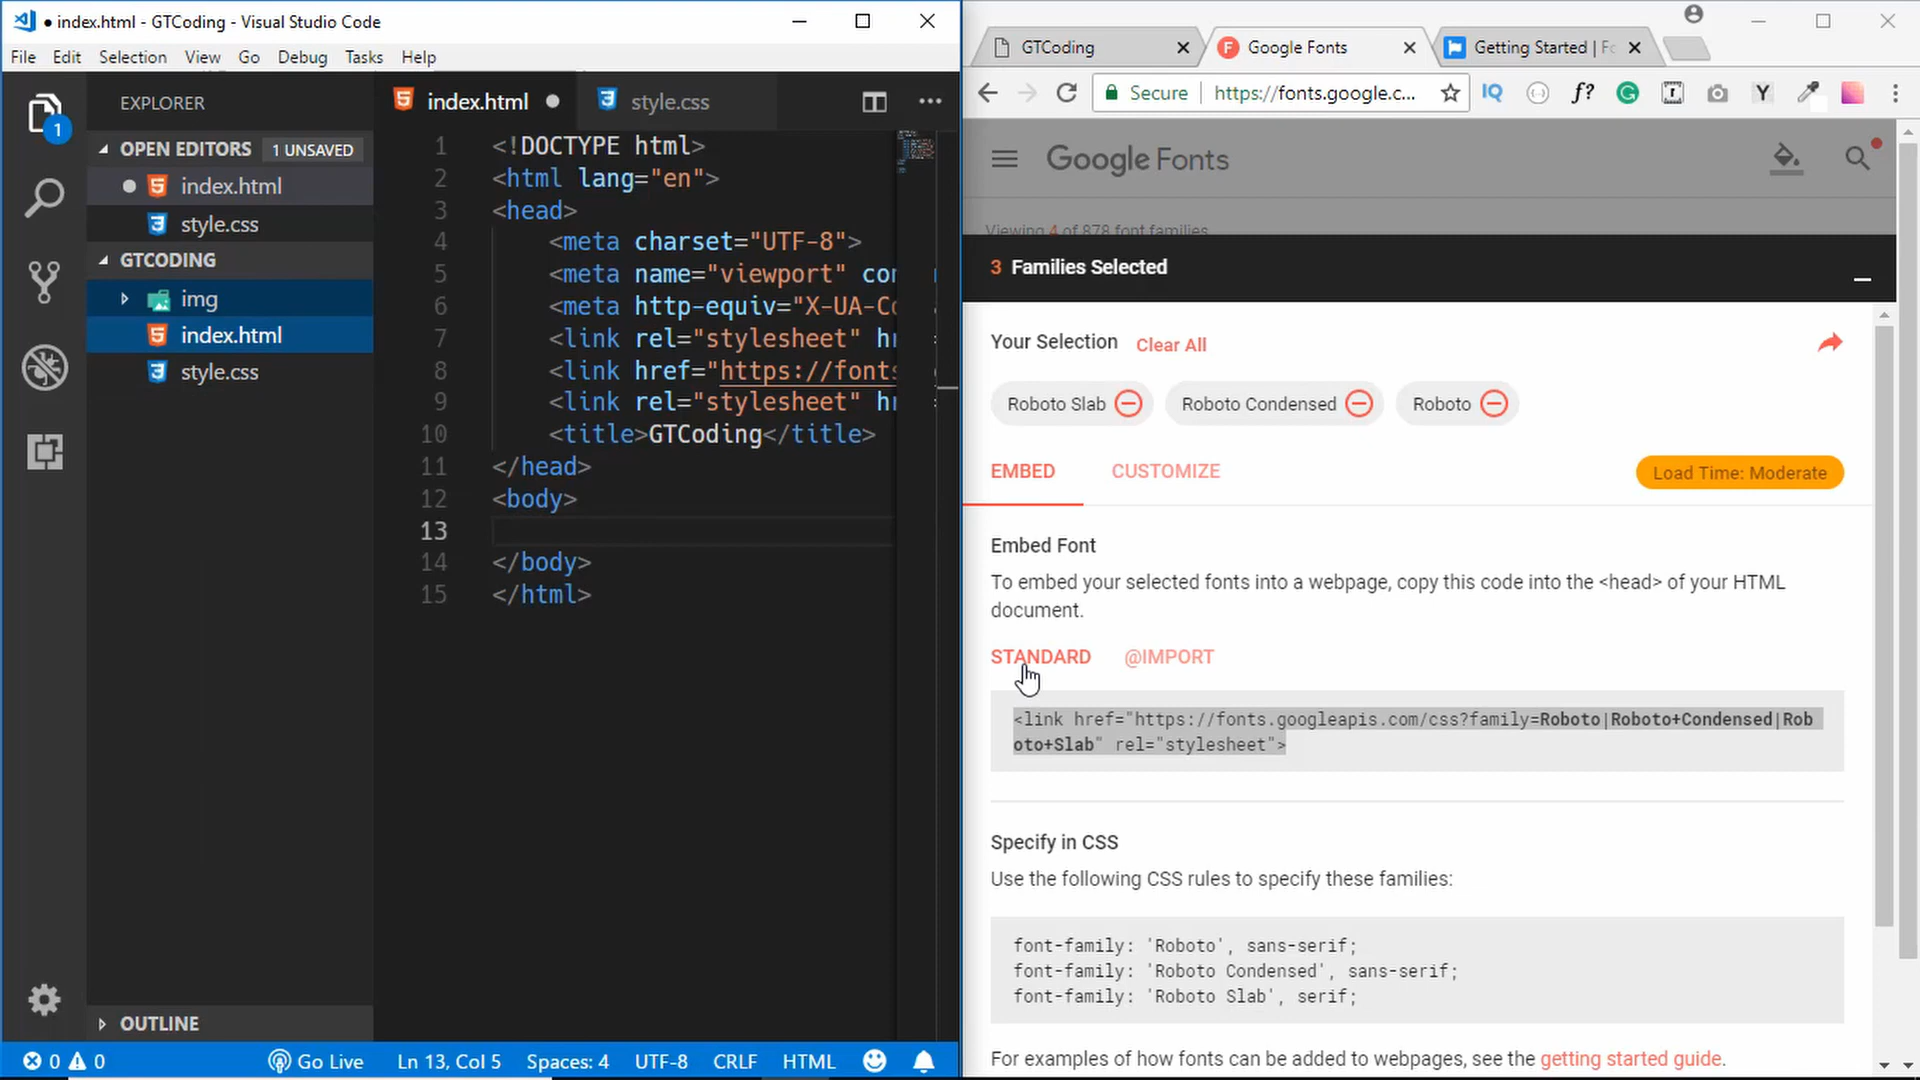 index.html - GTCoding - Visual Studio Code
File Edit Selection View Go Debug Tasks Help
EXPLORER
OPEN EDITORS 1 UNSAVED
index.html
style.css
GTCODING
img
index.html
style.css
OUTLINE
1
index.html
style.css
1 <!DOCTYPE html>
2 <html lang="en">
3 <head>
4 <meta charset="UTF-8">
5 <meta name="viewport" con
6 <meta http-equiv="X-UA-Co
7 <link rel="stylesheet" hr
8 <link href="https://fonts
9 <link rel="stylesheet" hr
10 <title>GTCoding</title>
11 </head>
12 <body>
13
14 </body>
15 </html>
0 0 Go Live Ln 13, Col 5 Spaces: 4 UTF-8 CRLF HTML
GTCoding
Google Fonts
Getting Started |
Secure https://fonts.google.c...
Google Fonts
Viewing 4 of 878 font families
3 Families Selected
Your Selection Clear All
Roboto Slab Roboto Condensed Roboto
EMBED CUSTOMIZE Load Time: Moderate
Embed Font
To embed your selected fonts into a webpage, copy this code into the <head> of your HTML
document.
STANDARD @IMPORT
<link href="https://fonts.googleapis.com/css?family=Roboto|Roboto+Condensed|Rob
oto+Slab" rel="stylesheet">
Specify in CSS
Use the following CSS rules to specify these families:
font-family: 'Roboto', sans-serif;
font-family: 'Roboto Condensed', sans-serif;
font-family: 'Roboto Slab', serif;
For examples of how fonts can be added to webpages, see the getting started guide.